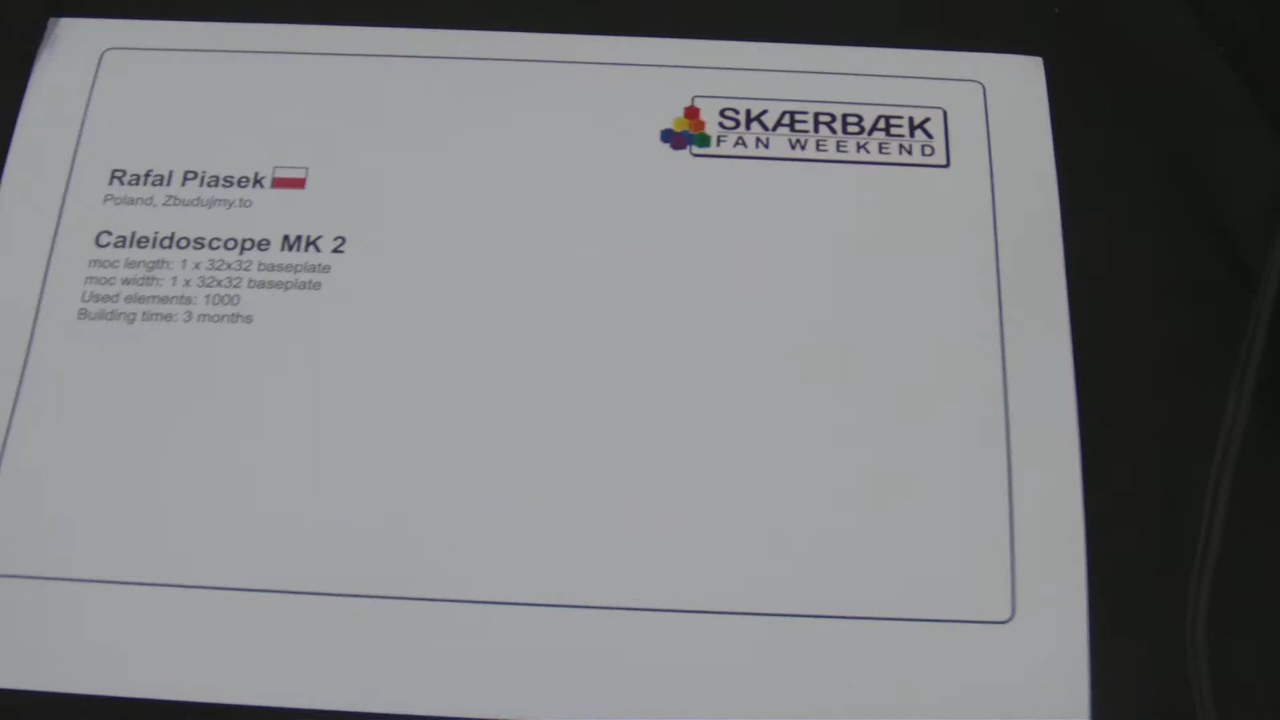 SKÆRBÆK
FAN WEEKEND
Rafal Piasek
Poland, Zbudujmy.to
Caleidoscope MK 2
moc length: 1 x 32x32 baseplate
moc width: 1 x 32x32 baseplate
Used elements: 1000
Building time: 3 months